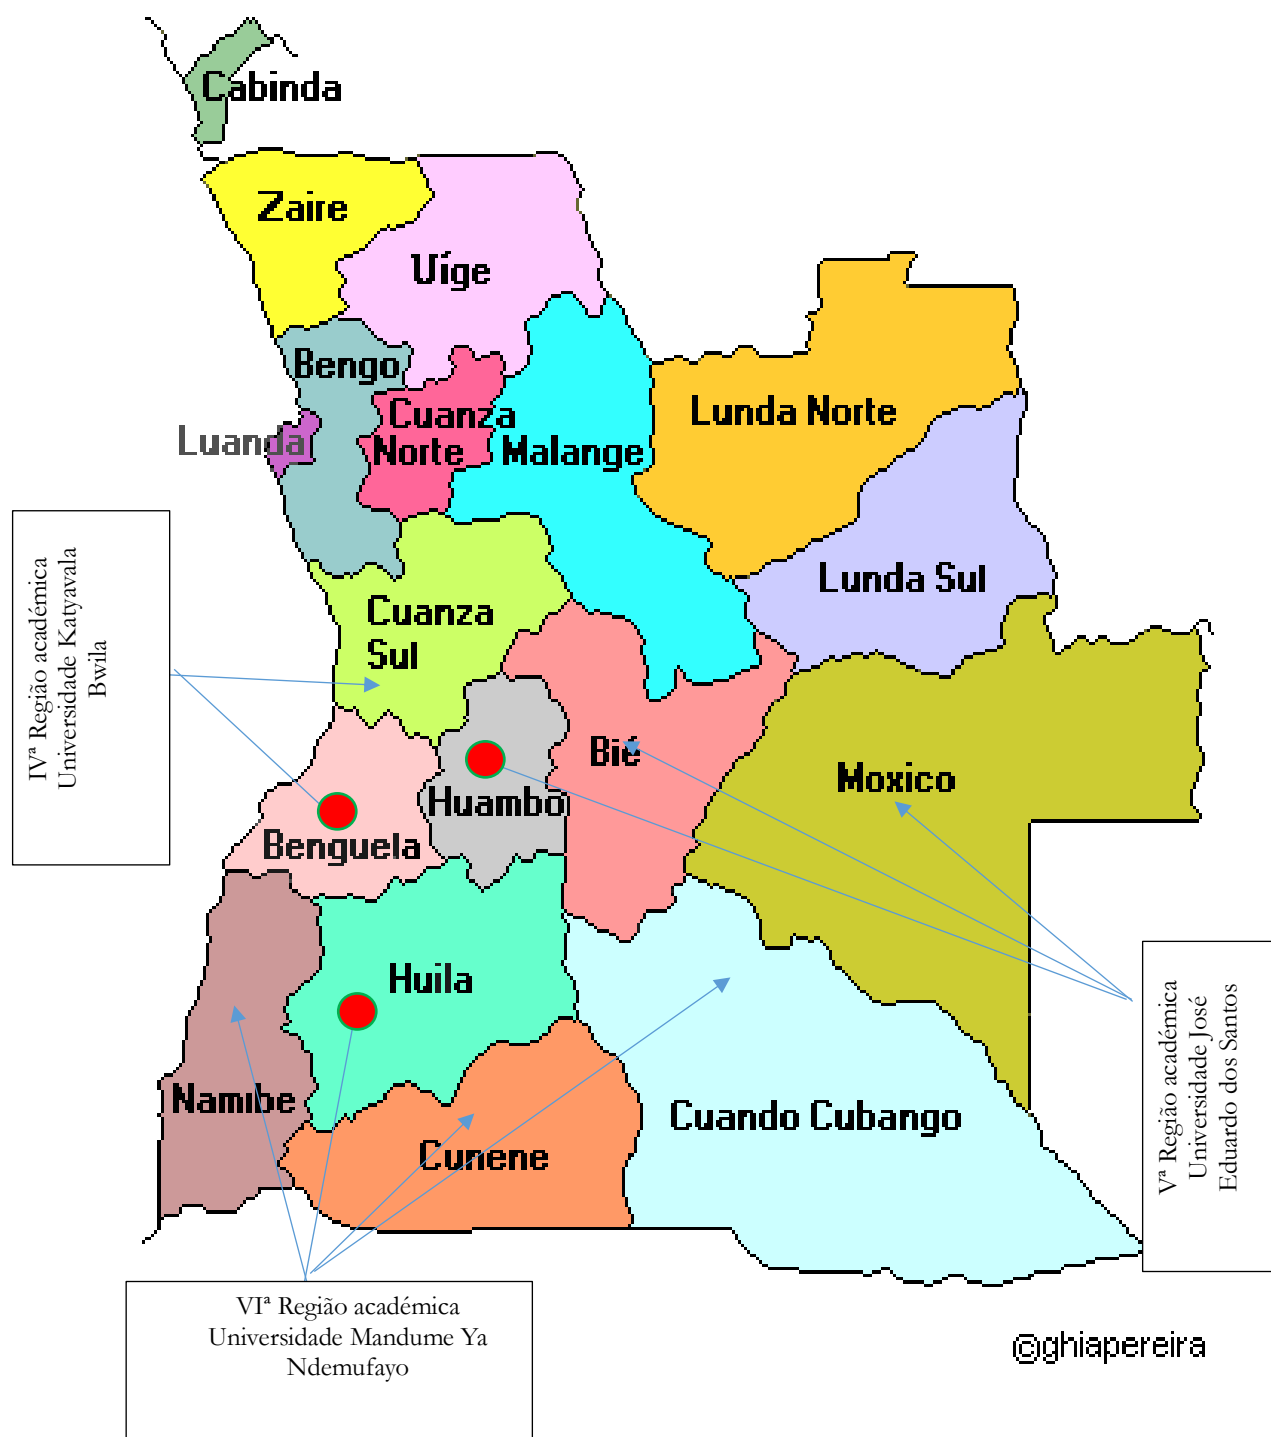 Cabinda
Zaire
Uíge
Bengo
Cuanza
Norte
Luanda
Malange
Lunda Norte
Lunda Sul
Cuanza
Sul
IVª Região académica
Universidade Katyavala
Bwila
Bié
Moxico
Huambo
Benguela
Huila
Namibe
Cunene
Cuando Cubango
Vª Região académica
Universidade José
Eduardo dos Santos
VIª Região académica
Universidade Mandume Ya
Ndemufayo
©ghiapereira